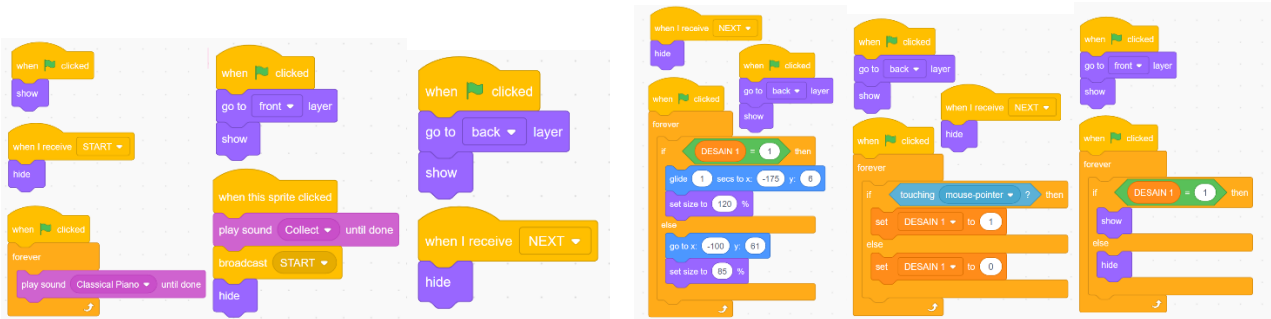 when clicked
show
when I receive START
hide
when clicked
forever
play sound Classical Piano until done
when clicked
go to front layer
show
when this sprite clicked
play sound Collect until done
broadcast START
hide
when clicked
go to back layer
show
when I receive NEXT
hide
when I receive NEXT
hide
when clicked
go to back layer
show
when clicked
forever
if DESAIN 1 = 1 then
glide 1 secs to x: -175 y: 6
set size to 120 %
else
go to x: -100 y: 61
set size to 85 %
when clicked
go to back layer
show
when I receive NEXT
hide
when clicked
forever
if touching mouse-pointer ? then
set DESAIN 1 to 1
else
set DESAIN 1 to 0
when clicked
go to front layer
show
when clicked
forever
if DESAIN 1 = 1 then
show
else
hide